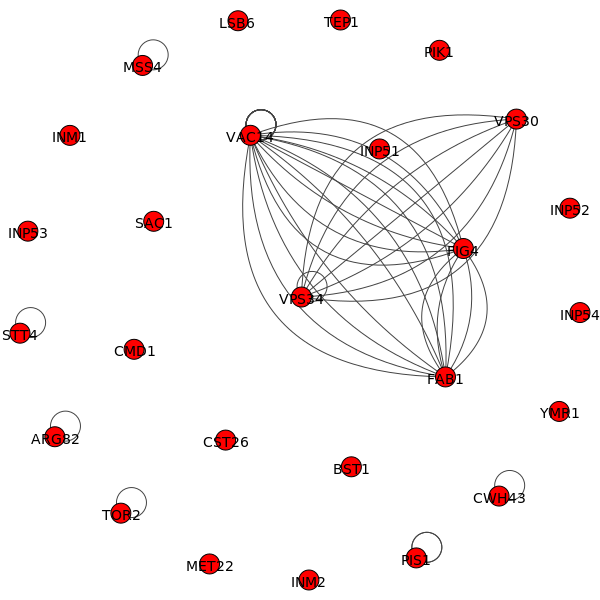 LSB6
TEP1
PIK1
MSS4
VPS30
INM1
VAC14
INP51
INP52
SAC1
INP53
FIG4
VPS34
INP54
STT4
CMD1
FAB1
YMR1
ARG82
CST26
BST1
CWH43
TOR2
PIS1
MET22
INM2